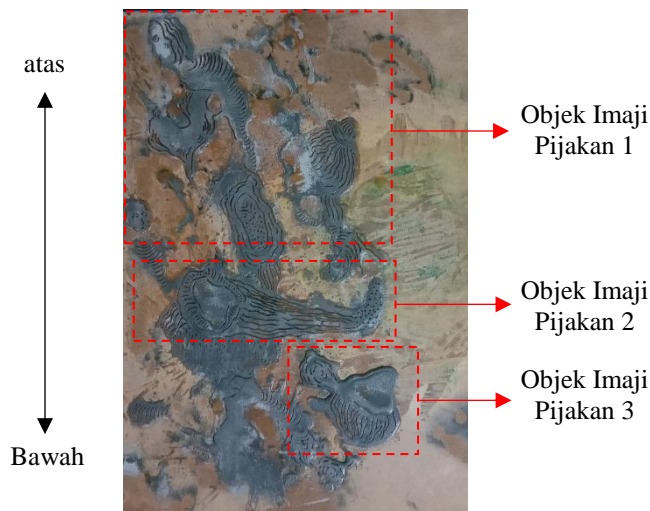 atas
Objek Imaji
Pijakan 1
Objek Imaji
Pijakan 2
Objek Imaji
Pijakan 3
Bawah